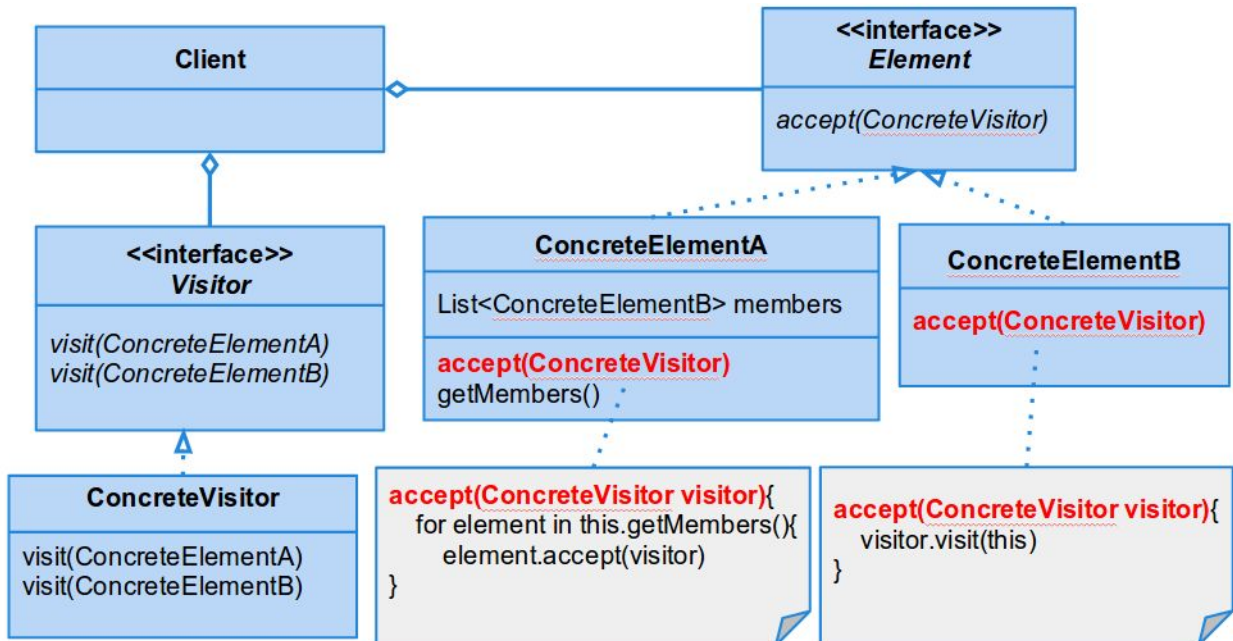 Client
<<interface>>
Element
accept(ConcreteVisitor)
<<interface>>
Visitor
visit(ConcreteElementA)
visit(ConcreteElementB)
ConcreteElementA
List<ConcreteElementB> members
accept(ConcreteVisitor)
getMembers()
ConcreteElementB
accept(ConcreteVisitor)
ConcreteVisitor
visit(ConcreteElementA)
visit(ConcreteElementB)
accept(ConcreteVisitor visitor){
for element in this.getMembers(){
element.accept(visitor)
}
accept(ConcreteVisitor visitor){
visitor.visit(this)
}